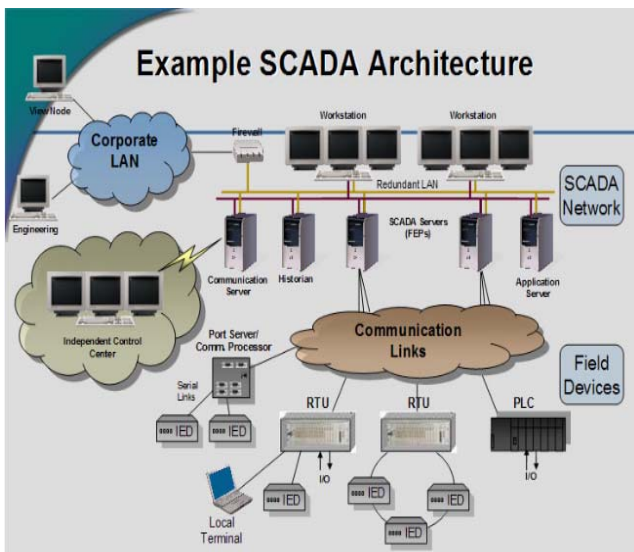 Example SCADA Architecture
View Node
Corporate
LAN
Engineering
Firewall
Workstation
Workstation
Redundant LAN
SCADA
Network
SCADA Servers
(FEPs)
Communication
Server
Historian
Application
Server
Independent Control
Center
Communication
Links
Port Server/
Comm. Processor
Serial
Links
Field
Devices
IED
IED
RTU
RTU
PLC
I/O
I/O
IED
IED
IED
IED
Local
Terminal